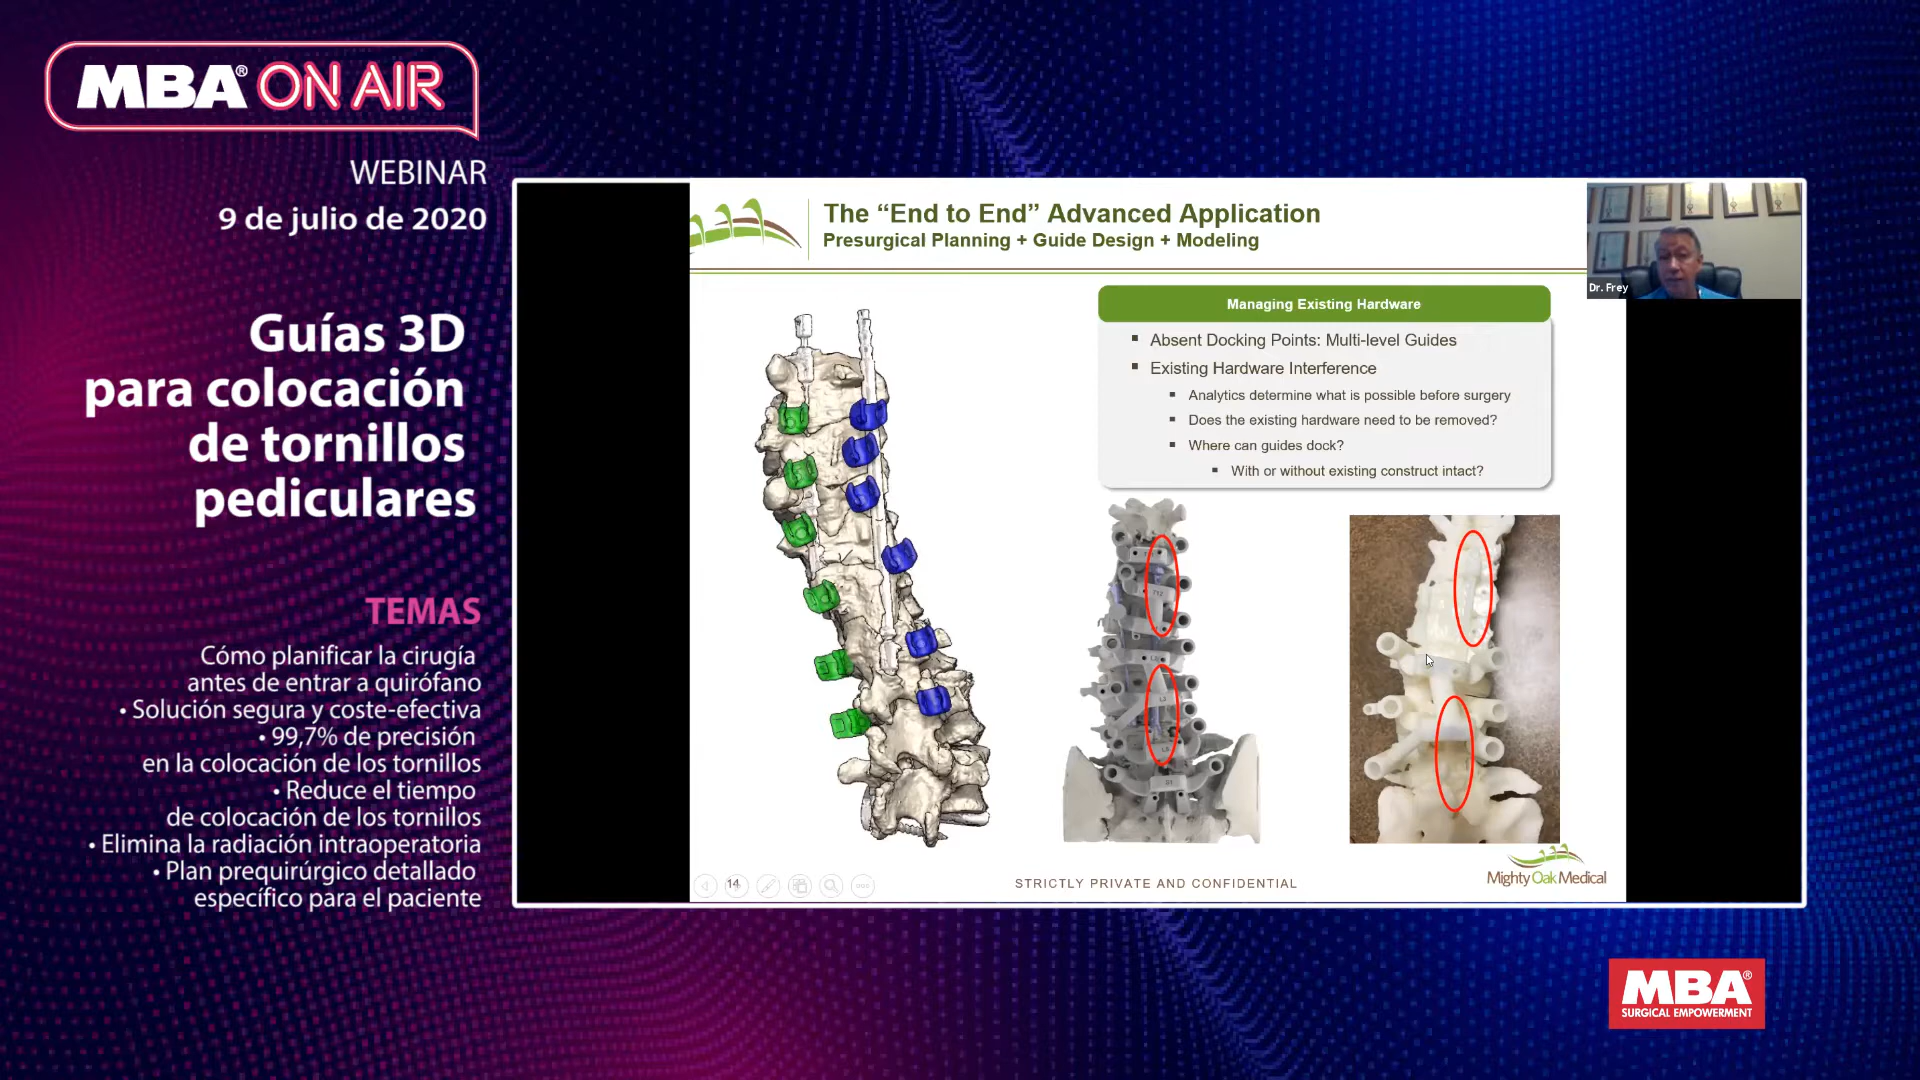 MBA® ON AIR
WEBINAR
9 de julio de 2020
Guías 3D
para colocación
de tornillos
pediculares
TEMAS
Cómo planificar la cirugía
antes de entrar a quirófano
• Solución segura y coste-efectiva
• 99,7% de precisión
en la colocación de los tornillos
• Reduce el tiempo
de colocación de los tornillos
• Elimina la radiación intraoperatoria
• Plan prequirúrgico detallado
específico para el paciente
The “End to End” Advanced Application
Presurgical Planning + Guide Design + Modeling
Dr. Frey
Managing Existing Hardware
▪ Absent Docking Points: Multi-level Guides
▪ Existing Hardware Interference
▪ Analytics determine what is possible before surgery
▪ Does the existing hardware need to be removed?
▪ Where can guides dock?
▪ With or without existing construct intact?
14
STRICTLY PRIVATE AND CONFIDENTIAL
Mighty Oak Medical
MBA®
SURGICAL EMPOWERMENT